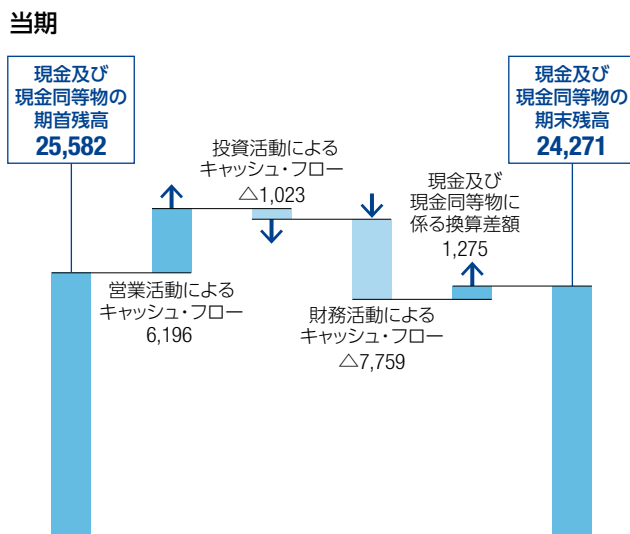 当期
現金及び
現金同等物の
期首残高
25,582
営業活動による
キャッシュ・フロー
6,196
投資活動による
キャッシュ・フロー
△1,023
財務活動による
キャッシュ・フロー
△7,759
現金及び
現金同等物に
係る換算差額
1,275
現金及び
現金同等物の
期末残高
24,271